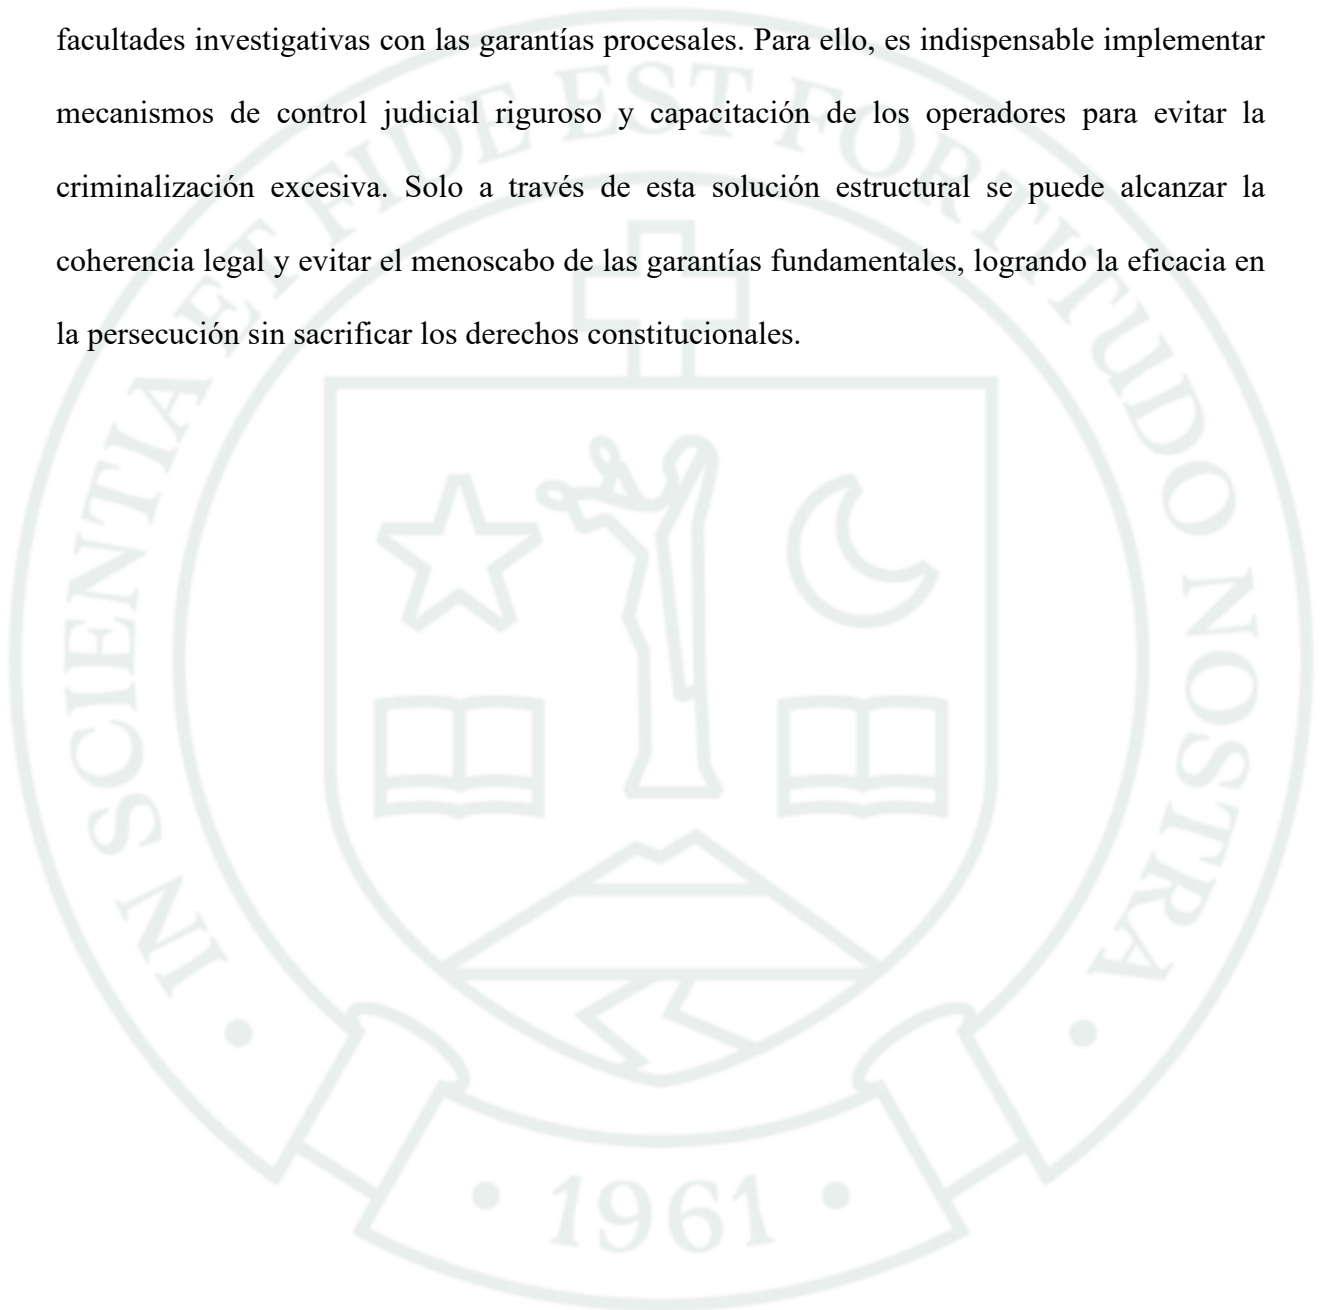 facultades investigativas con las garantías procesales. Para ello, es indispensable implementar
mecanismos de control judicial riguroso y capacitación de los operadores para evitar la
criminalización excesiva. Solo a través de esta solución estructural se puede alcanzar la
coherencia legal y evitar el menoscabo de las garantías fundamentales, logrando la eficacia en
la persecución sin sacrificar los derechos constitucionales.
IN SCIENTIA ET FIDE EST FORTITUDO NOSTRA
• 1961 •